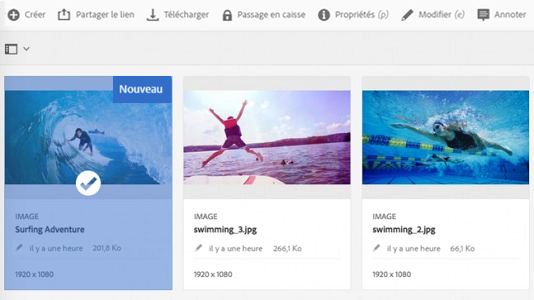 Créer Partager le lien Télécharger Passage en caisse Propriétés (p) Modifier (e) Annoter
Nouveau
IMAGE
Surfing Adventure
il y a une heure 201,8 Ko
1920 x 1080
IMAGE
swimming_3.jpg
il y a une heure 266,1 Ko
1920 x 1080
IMAGE
swimming_2.jpg
il y a une heure 66,1 Ko
1920 x 1080